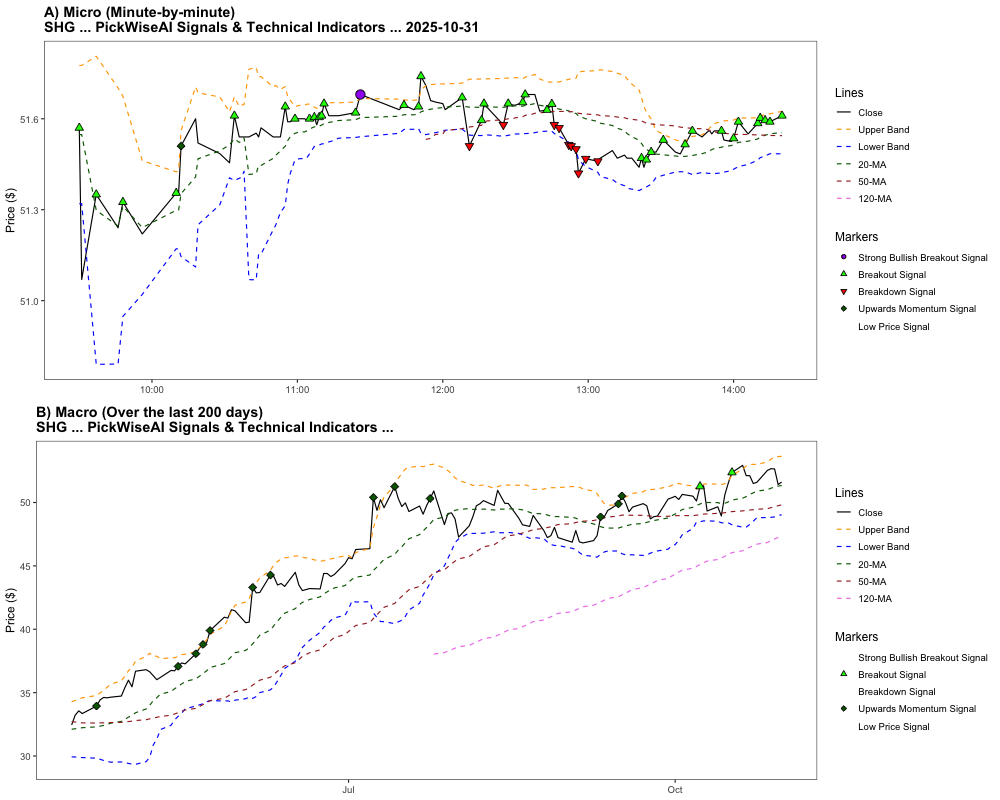 A) Micro (Minute-by-minute)
SHG ... PickWiseAI Signals & Technical Indicators ... 2025-10-31
Price ($)
51.6
51.3
51.0
10:00
11:00
12:00
13:00
14:00
Lines
Close
Upper Band
Lower Band
20-MA
50-MA
120-MA
Markers
Strong Bullish Breakout Signal
Breakout Signal
Breakdown Signal
Upwards Momentum Signal
Low Price Signal
B) Macro (Over the last 200 days)
SHG ... PickWiseAI Signals & Technical Indicators ...
Price ($)
50
45
40
35
30
Jul
Oct
Lines
Close
Upper Band
Lower Band
20-MA
50-MA
120-MA
Markers
Strong Bullish Breakout Signal
Breakout Signal
Breakdown Signal
Upwards Momentum Signal
Low Price Signal